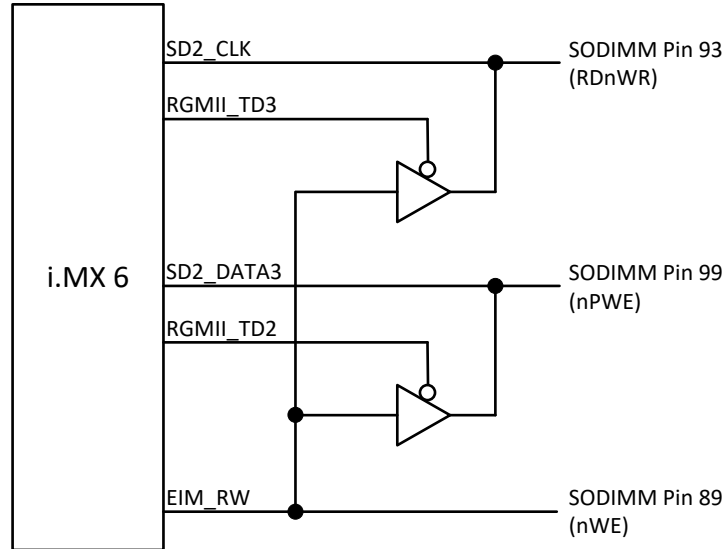 SD2_CLK
SODIMM Pin 93
(RDnWR)
RGMII_TD3
i.MX 6
SD2_DATA3
SODIMM Pin 99
(nPWE)
RGMII_TD2
EIM_RW
SODIMM Pin 89
(nWE)